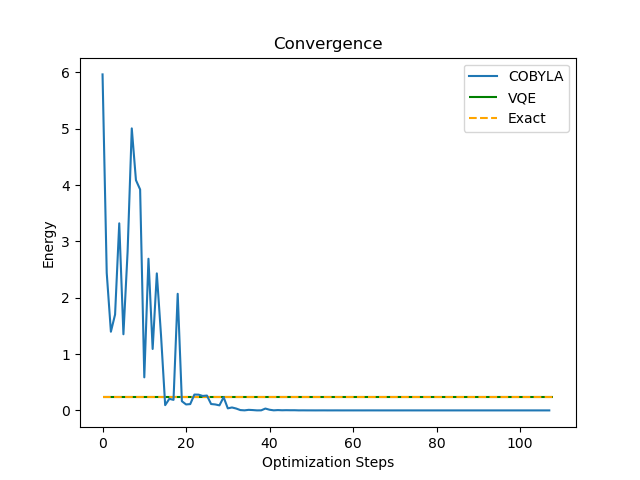 Convergence
COBYLA
VQE
Exact
Energy
6
5
4
3
2
1
0
0 20 40 60 80 100
Optimization Steps